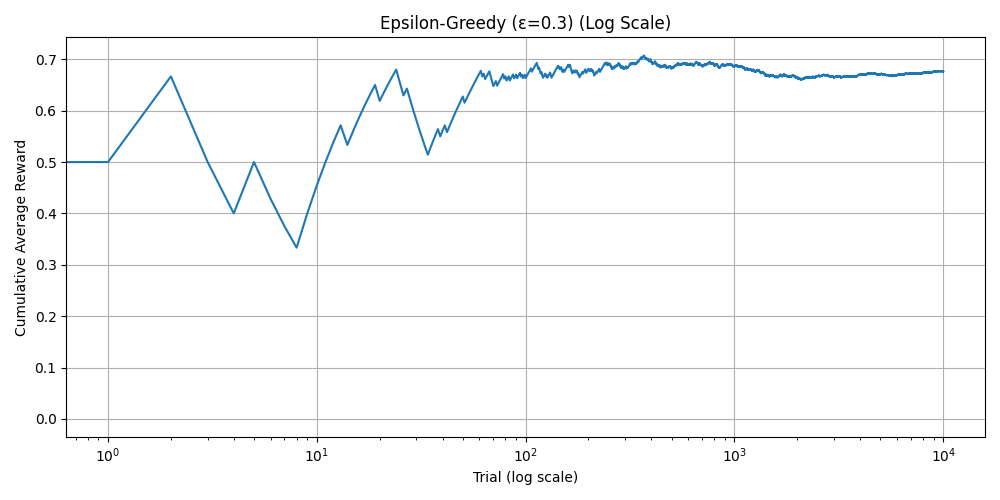 Epsilon-Greedy (ε=0.3) (Log Scale)
Cumulative Average Reward
0.7
0.6
0.5
0.4
0.3
0.2
0.1
0.0
10⁰ 10¹ 10² 10³ 10⁴
Trial (log scale)